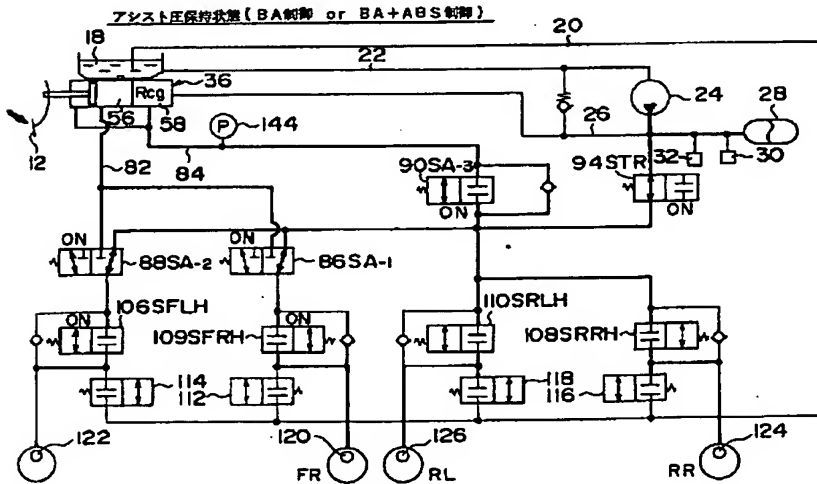 アシスト圧保持状態(BA制御 or BA+ABS制御)
18
20
22
36
Rcg
56
58
24
28
26
P
144
12
32
30
82
84
90SA-3
94STR
ON
ON
ON
ON
88SA-2
86SA-1
106SFLH
110SRLH
ON
ON
109SFRH
108SRRH
114
112
118
116
122
120
126
124
FR
RL
RR